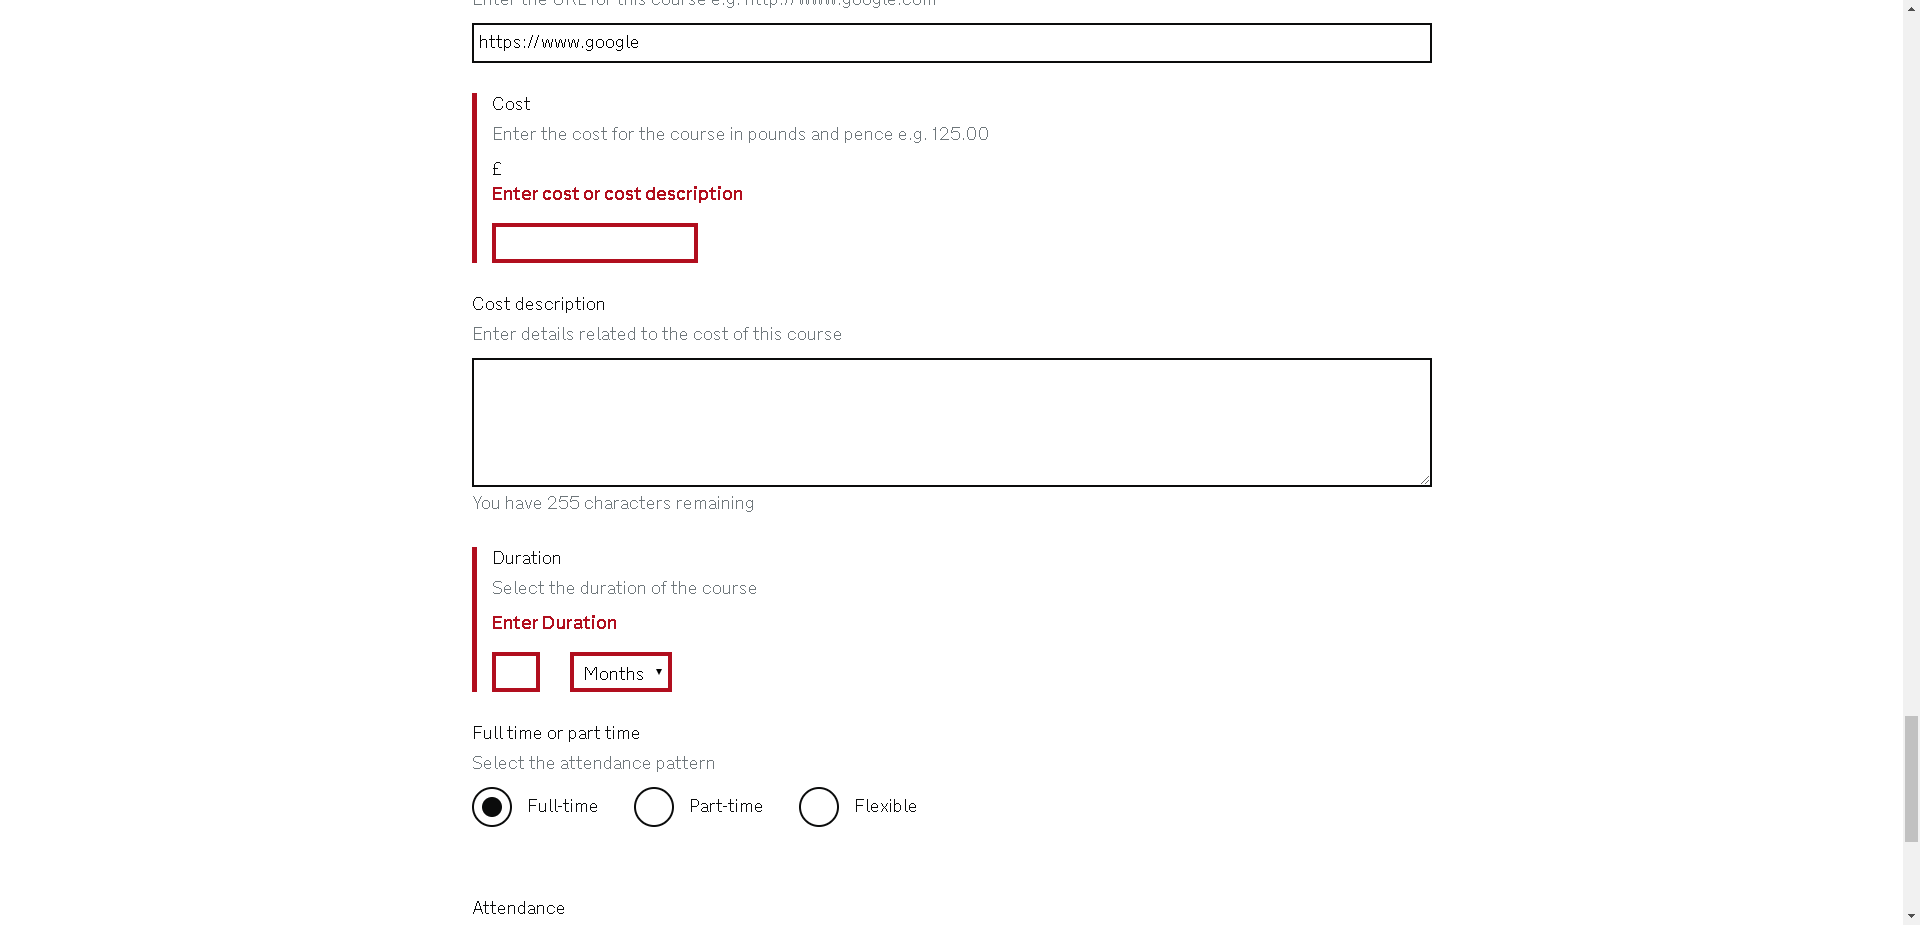 Enter the URL for this course e.g. http://www.google.com
https://www.google
Cost
Enter the cost for the course in pounds and pence e.g. 125.00
£
Enter cost or cost description
Cost description
Enter details related to the cost of this course
You have 255 characters remaining
Duration
Select the duration of the course
Enter Duration
Months
Full time or part time
Select the attendance pattern
Full-time Part-time Flexible
Attendance